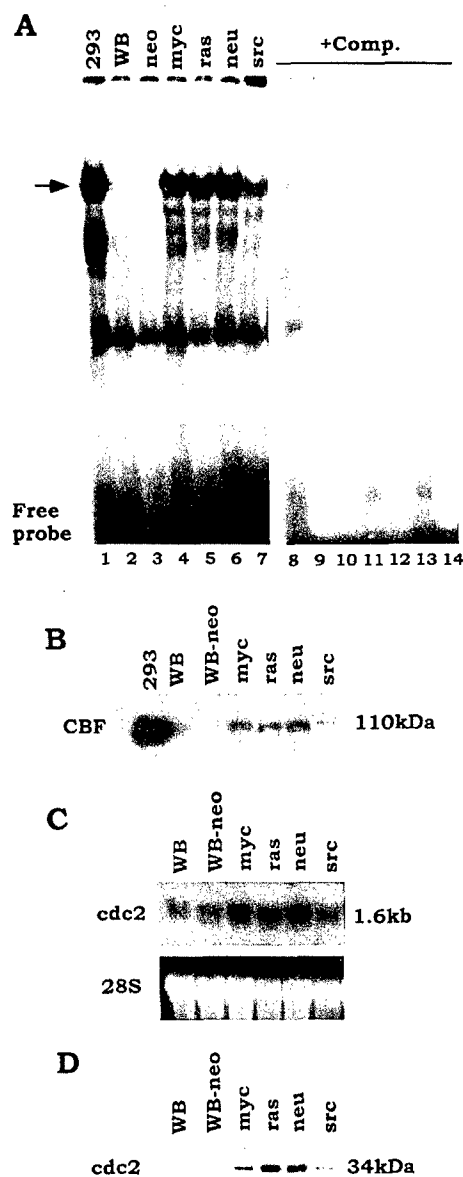 A
293 WB neo myc ras neu src
+Comp.
Free
probe
1 2 3 4 5 6 7 8 9 10 11 12 13 14
B
293 WB WB-neo myc ras neu src
CBF 110kDa
C
WB WB-neo myc ras neu src
cdc2 1.6kb
28S
D
WB WB-neo myc ras neu src
cdc2 34kDa